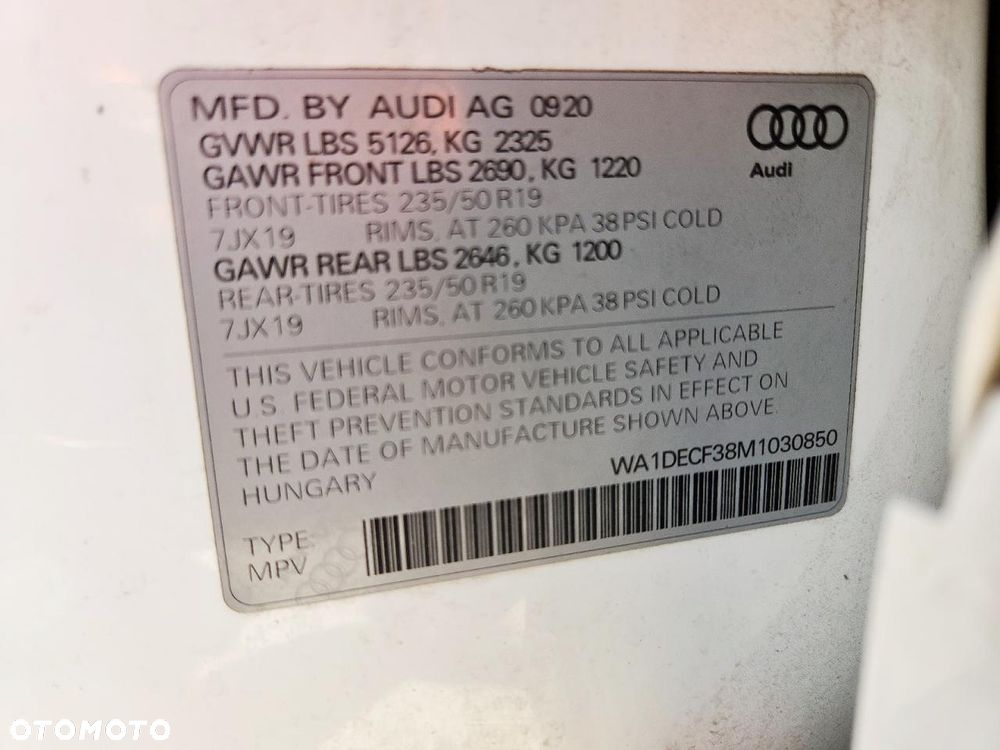 MFD. BY AUDI AG 0920
GVWR LBS 5126, KG 2325
GAWR FRONT LBS 2690, KG 1220
FRONT-TIRES 235/50 R19
7JX19 RIMS, AT 260 KPA 38 PSI COLD
GAWR REAR LBS 2646, KG 1200
REAR-TIRES 235/50 R19
7JX19 RIMS, AT 260 KPA 38 PSI COLD
Audi
THIS VEHICLE CONFORMS TO ALL APPLICABLE
U.S. FEDERAL MOTOR VEHICLE SAFETY AND
THEFT PREVENTION STANDARDS IN EFFECT ON
THE DATE OF MANUFACTURE SHOWN ABOVE.
HUNGARY WA1DECF38M1030850
TYPE:
MPV
OTOMOTO